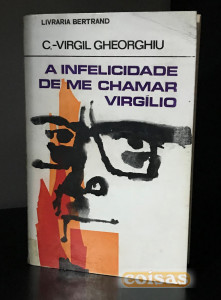 LIVRARIA BERTRAND
C.-VIRGIL GHEORGHIU
A INFELICIDADE
DE ME CHAMAR
VIRGÍLIO
coisas